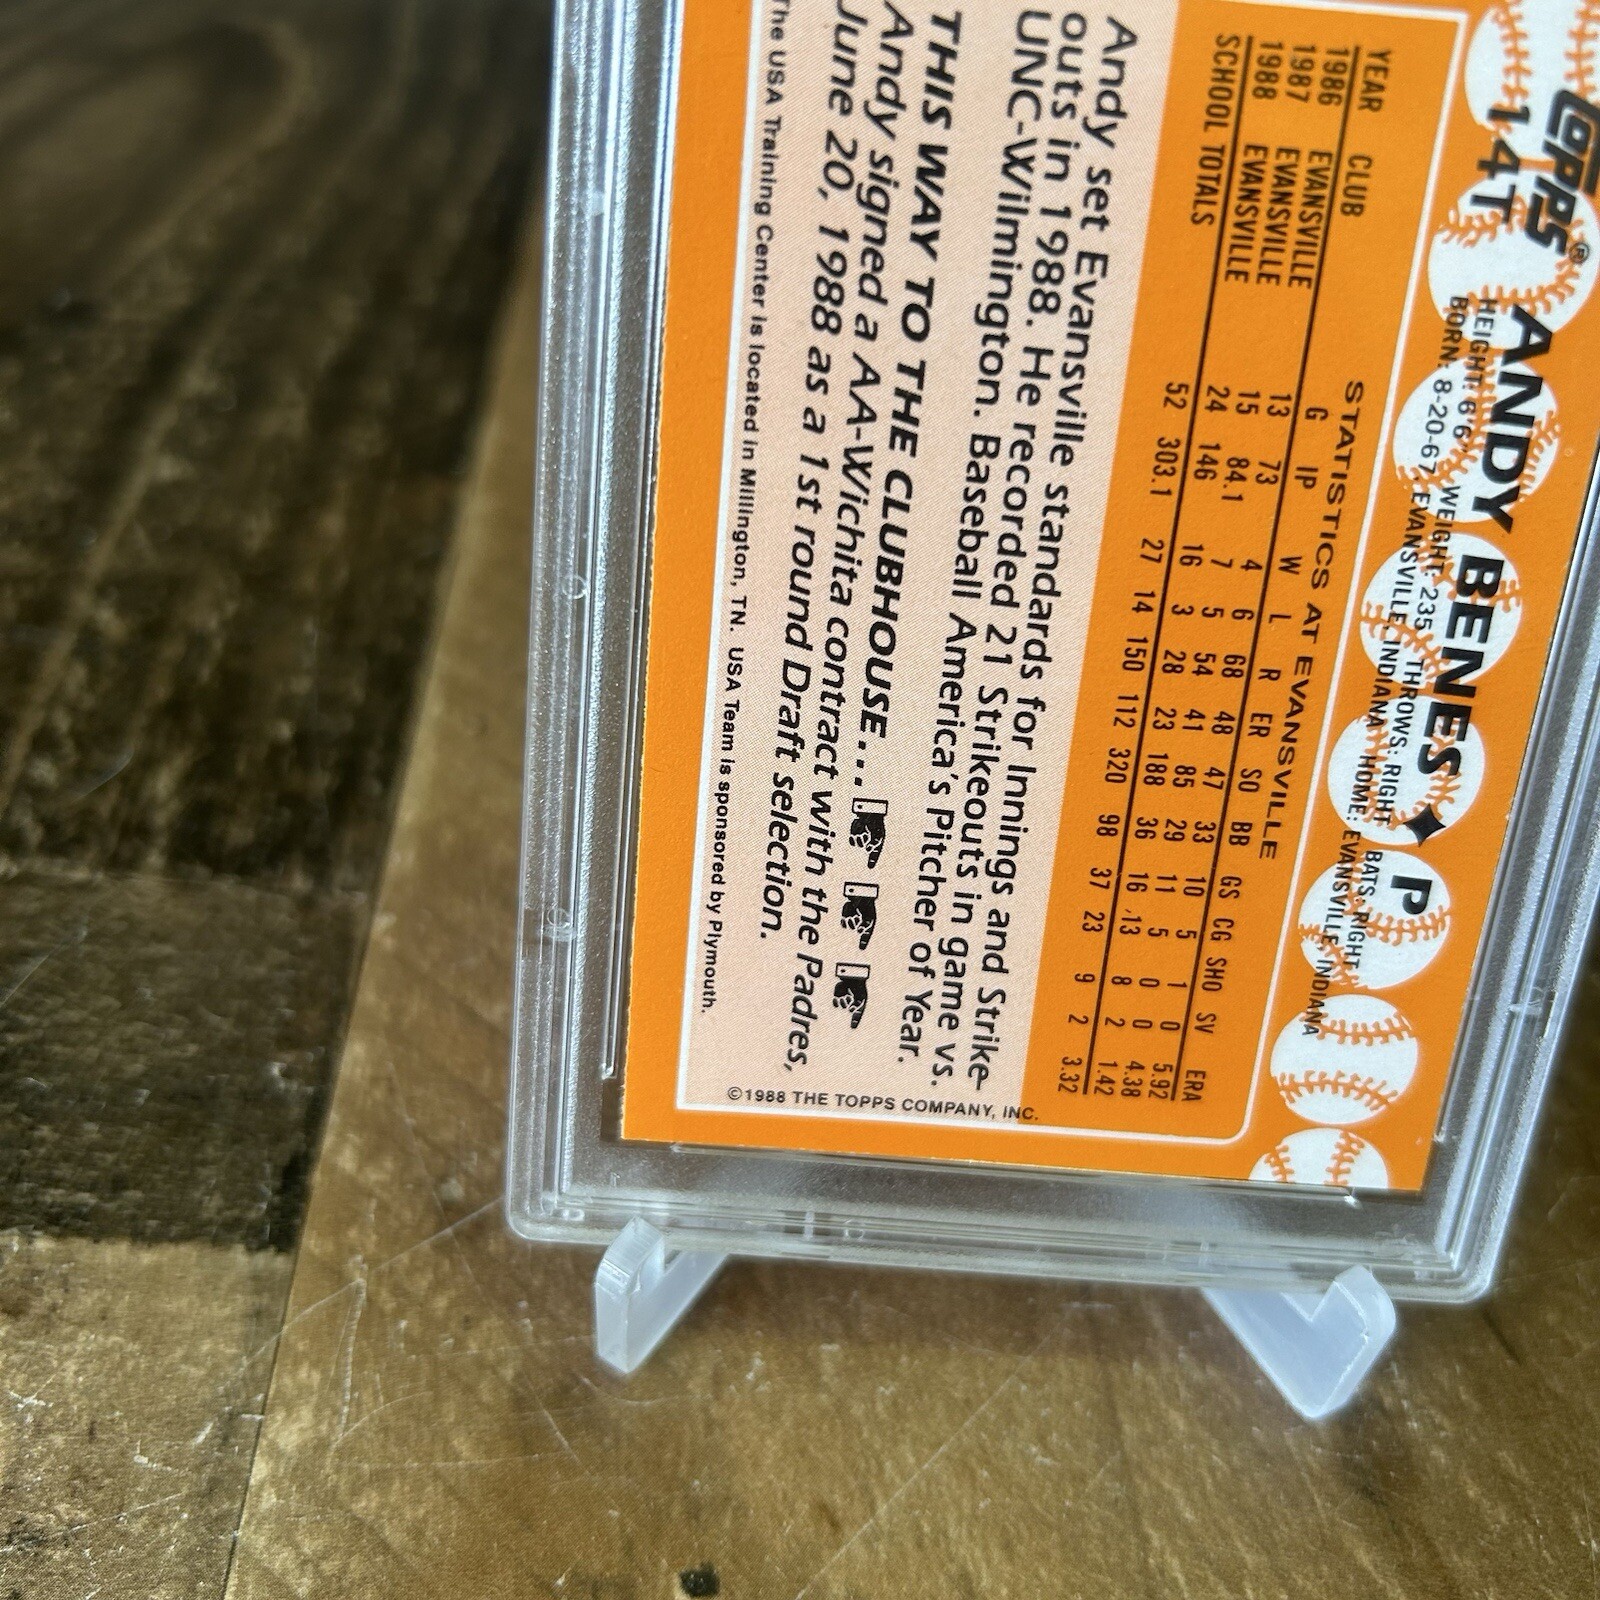 Topps®
14T
ANDY BENES ✦ P
HEIGHT: 6'6" WEIGHT: 235 THROWS: RIGHT BATS: RIGHT
BORN: 8-20-67, EVANSVILLE, INDIANA HOME: EVANSVILLE, INDIANA
STATISTICS AT EVANSVILLE
YEAR CLUB G IP W L R ER SO BB GS CG SHO SV ERA
1986 EVANSVILLE 13 73 4 6 68 48 47 33 10 5 1 0 5.92
1987 EVANSVILLE 15 84.1 7 5 54 41 85 29 11 5 0 0 4.38
1988 EVANSVILLE 24 146 16 3 28 23 188 36 16 13 8 2 1.42
SCHOOL TOTALS 52 303.1 27 14 150 112 320 98 37 23 9 2 3.32
Andy set Evansville standards for Innings and Strike-
outs in 1988. He recorded 21 Strikeouts in game vs.
UNC-Wilmington. Baseball America's Pitcher of Year.
THIS WAY TO THE CLUBHOUSE...
Andy signed a AA-Wichita contract with the Padres,
June 20, 1988 as a 1st round Draft selection.
The USA Training Center is located in Millington, TN. USA Team is sponsored by Plymouth.
©1988 THE TOPPS COMPANY, INC.